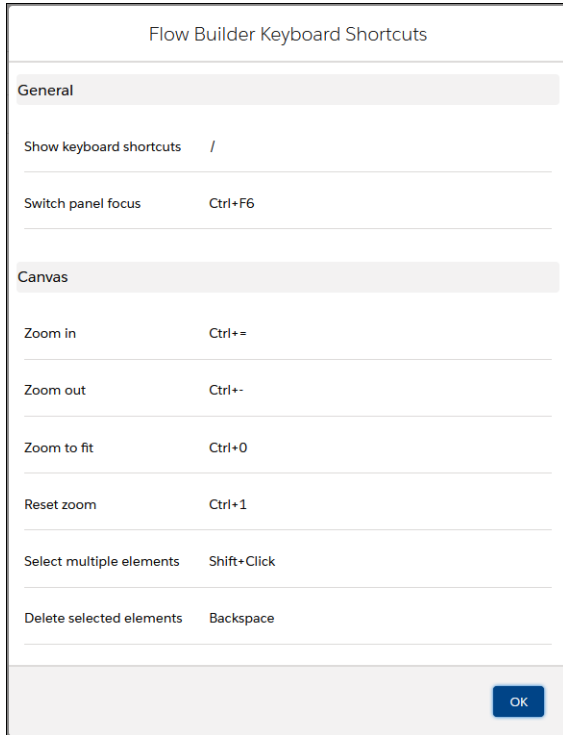 Flow Builder Keyboard Shortcuts
General
Show keyboard shortcuts /
Switch panel focus Ctrl+F6
Canvas
Zoom in Ctrl+=
Zoom out Ctrl+-
Zoom to fit Ctrl+0
Reset zoom Ctrl+1
Select multiple elements Shift+Click
Delete selected elements Backspace
OK